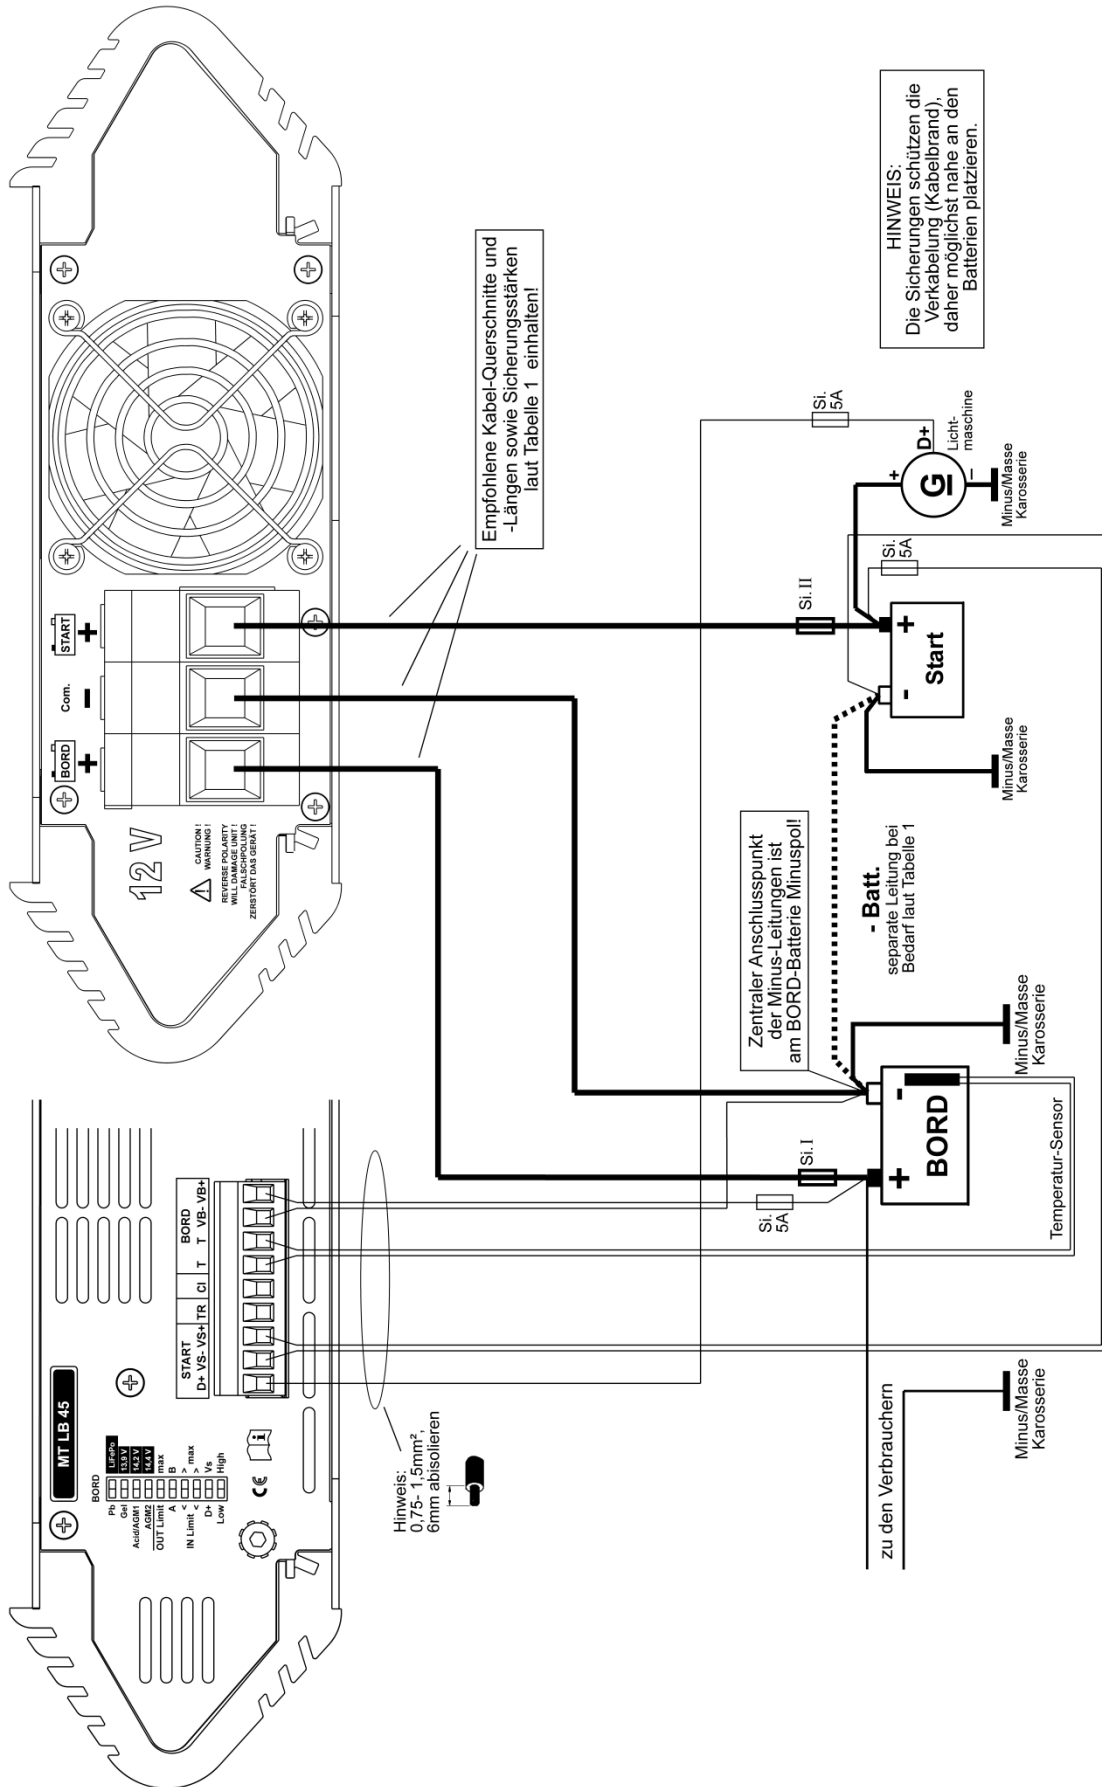 MT LB 45
BORD
Pb LiFePo
Gel 13,9 V
Acid/AGM1 14,2 V
AGM2 14,4 V
OUT Limit max
A B
IN Limit < > max
< >
D+ Vs
Low High
CE
i
START
BORD
D+ VS- VS+ TR CI T T VB- VB+
Hinweis:
0,75- 1,5mm²,
6mm abisolieren
12 V
CAUTION !
WARNUNG !
REVERSE POLARITY
WILL DAMAGE UNIT !
FALSCHPOLUNG
ZERSTÖRT DAS GERÄT !
BORD
+
Com.
-
START
+
Empfohlene Kabel-Querschnitte und
-Längen sowie Sicherungsstärken
laut Tabelle 1 einhalten!
HINWEIS:
Die Sicherungen schützen die
Verkabelung (Kabelbrand),
daher möglichst nahe an den
Batterien platzieren.
Si.
5A
Si. I
Si. II
Si.
5A
Si.
5A
Zentraler Anschlusspunkt
der Minus-Leitungen ist
am BORD-Batterie Minuspol!
- Batt.
separate Leitung bei
Bedarf laut Tabelle 1
+ -
BORD
Temperatur-Sensor
Minus/Masse
Karosserie
- +
Start
Minus/Masse
Karosserie
+
D+
G
-
Licht-
maschine
Minus/Masse
Karosserie
zu den Verbrauchern
Minus/Masse
Karosserie